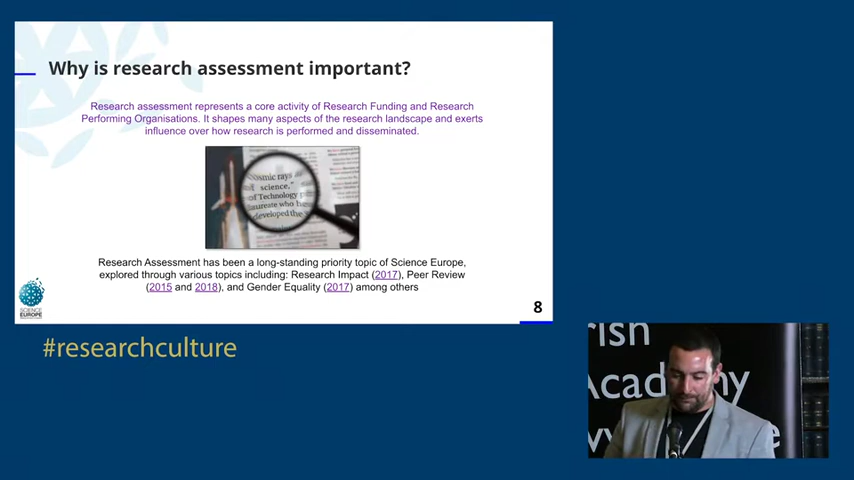 Why is research assessment important?
Research assessment represents a core activity of Research Funding and Research
Performing Organisations. It shapes many aspects of the research landscape and exerts
influence over how research is performed and disseminated.
osmic rays
science,"
of Technology
aureate who h
developed the
Research Assessment has been a long-standing priority topic of Science Europe,
explored through various topics including: Research Impact (2017), Peer Review
(2015 and 2018), and Gender Equality (2017) among others
SCIENCE
EUROPE
8
#researchculture
rish
Acad my